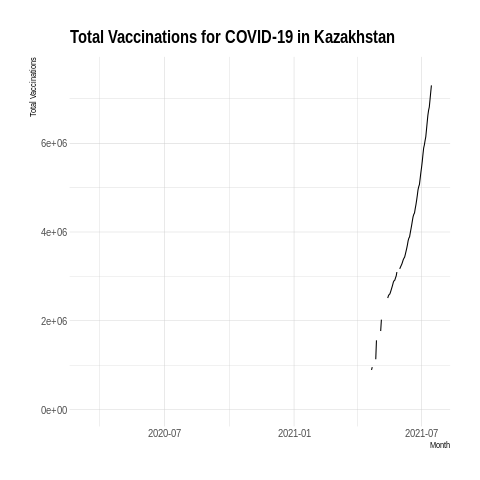 Total Vaccinations for COVID-19 in Kazakhstan
Total Vaccinations
6e+06
4e+06
2e+06
0e+00
2020-07 2021-01 2021-07
Month